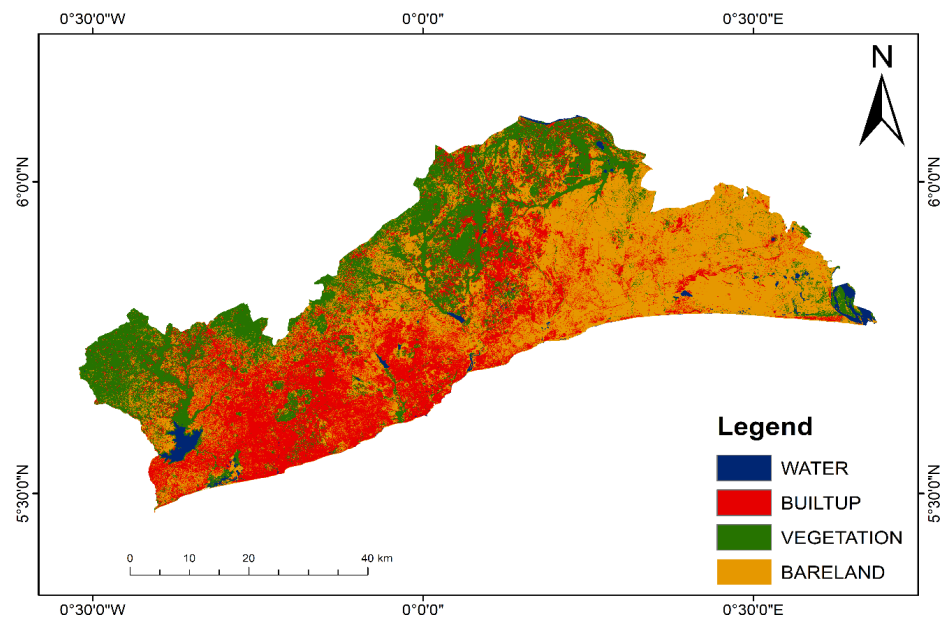 0°30'0"W 0°0'0" 0°30'0"E
N
6°0'0"N 6°0'0"N
5°30'0"N 5°30'0"N
Legend
WATER
BUILTUP
VEGETATION
BARELAND
0 10 20 40 km
0°30'0"W 0°0'0" 0°30'0"E